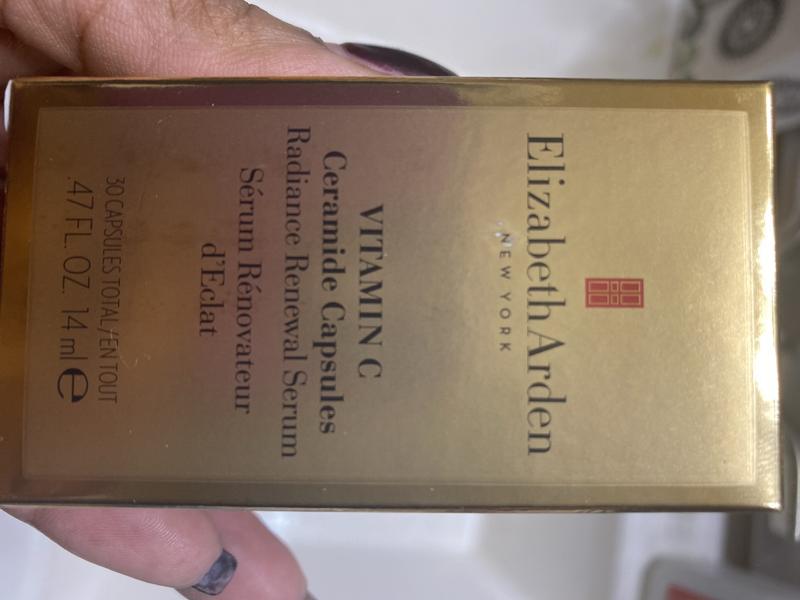 Elizabeth Arden
NEW YORK
VITAMIN C
Ceramide Capsules
Radiance Renewal Serum
Sérum Rénovateur
d'Eclat
30 CAPSULES TOTAL/EN TOUT
.47 FL. OZ. 14 ml ℮